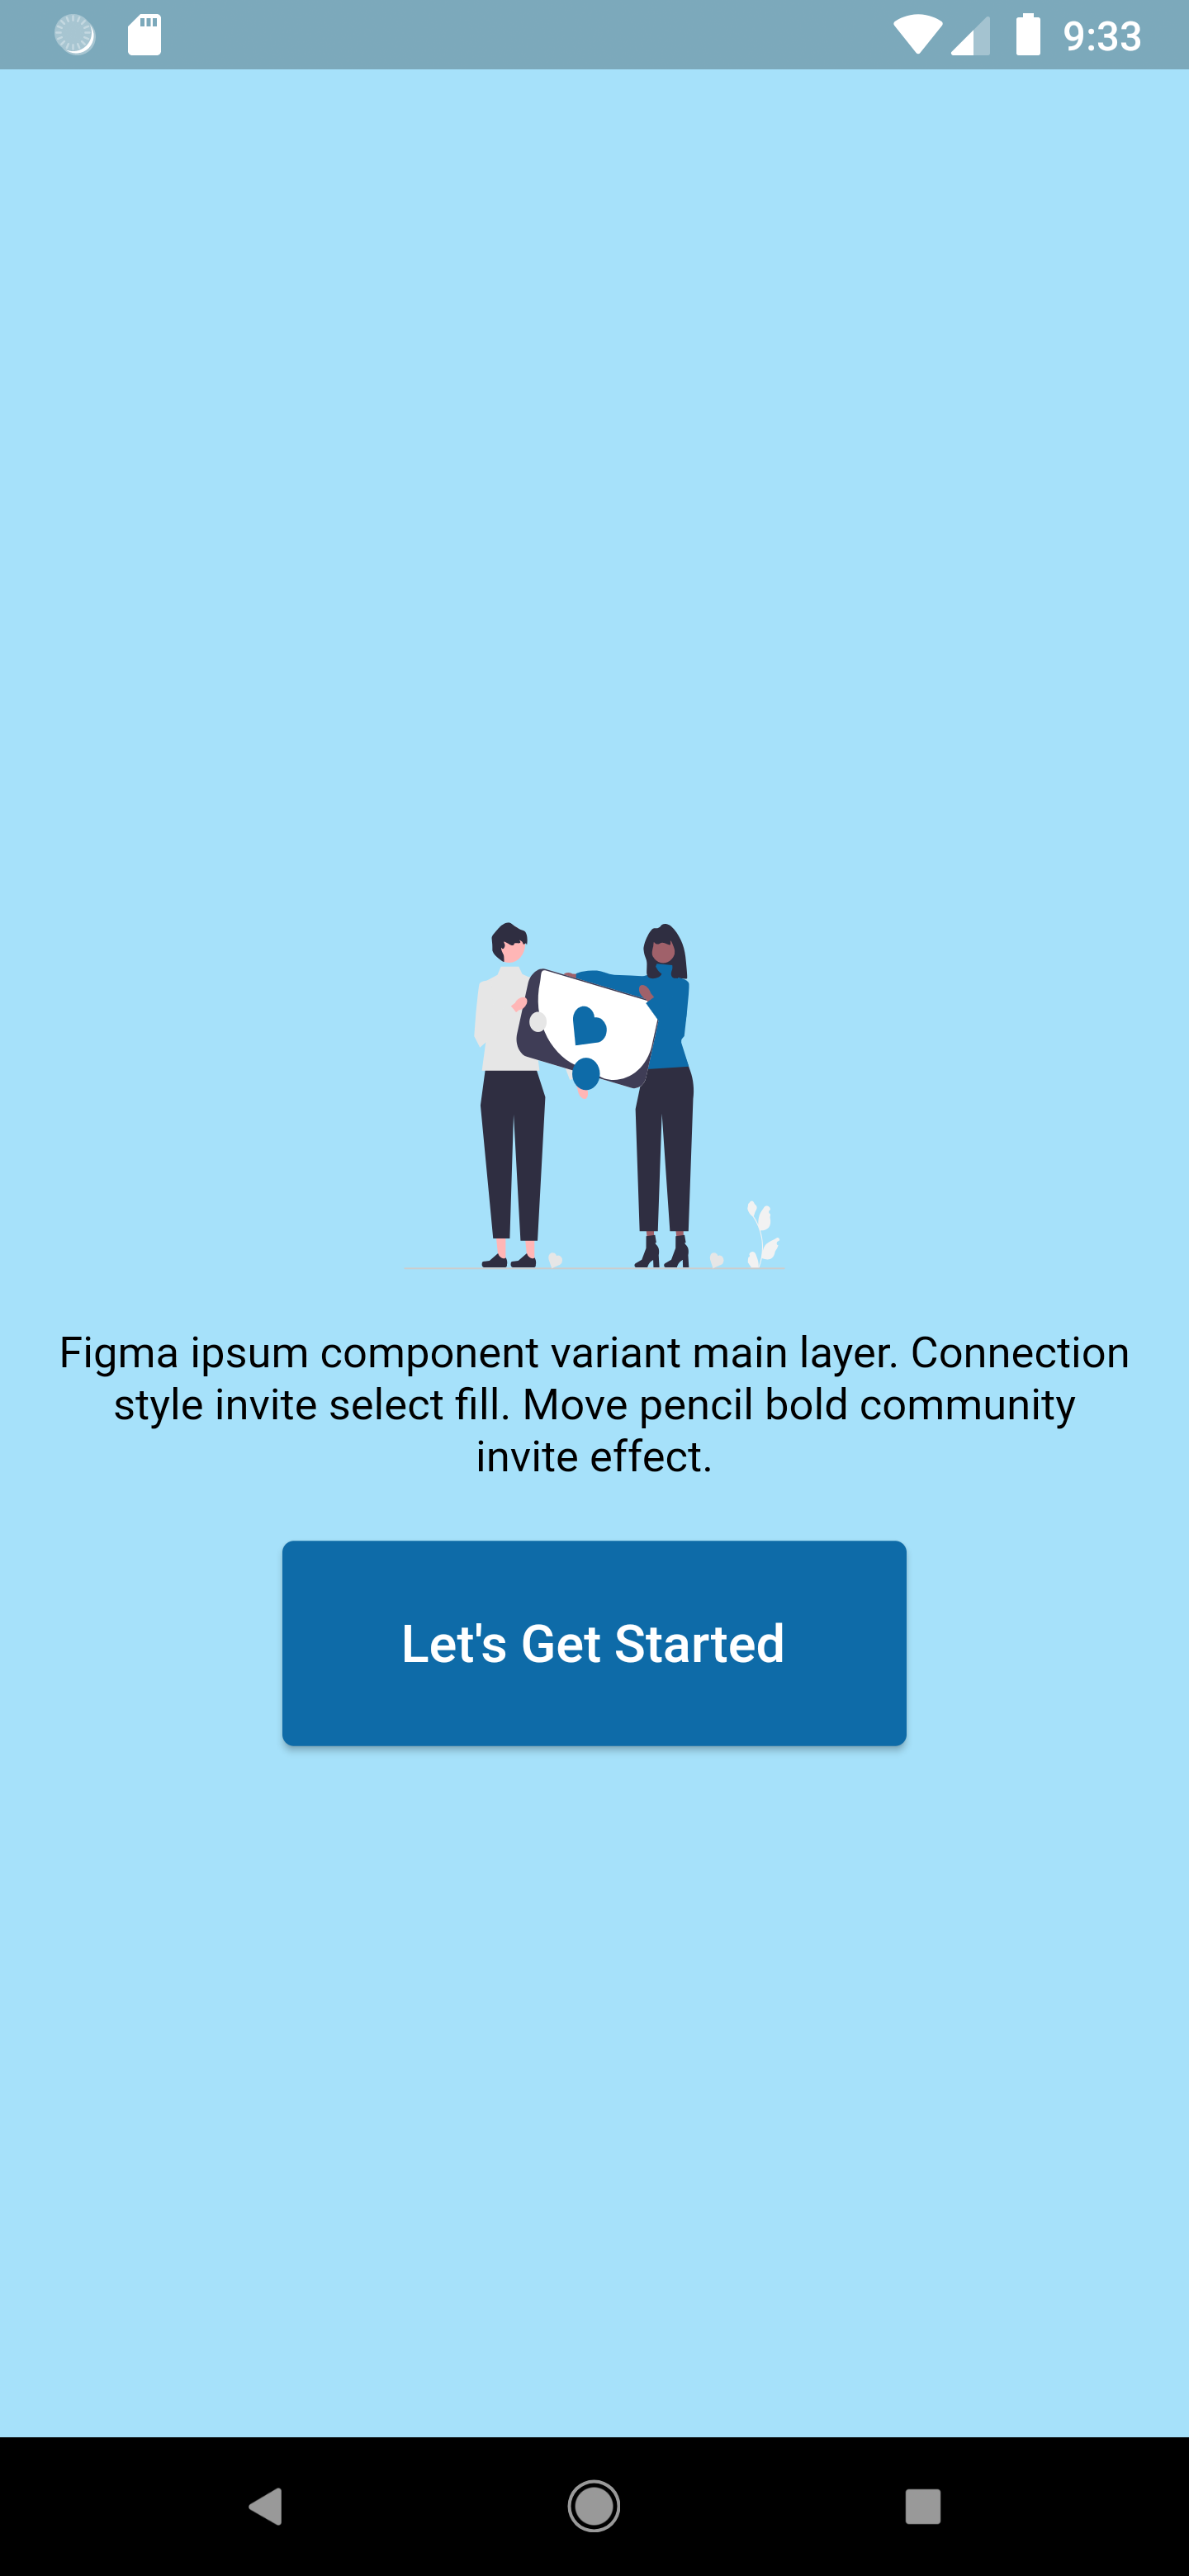 9:33
Figma ipsum component variant main layer. Connection
style invite select fill. Move pencil bold community
invite effect.
Let's Get Started